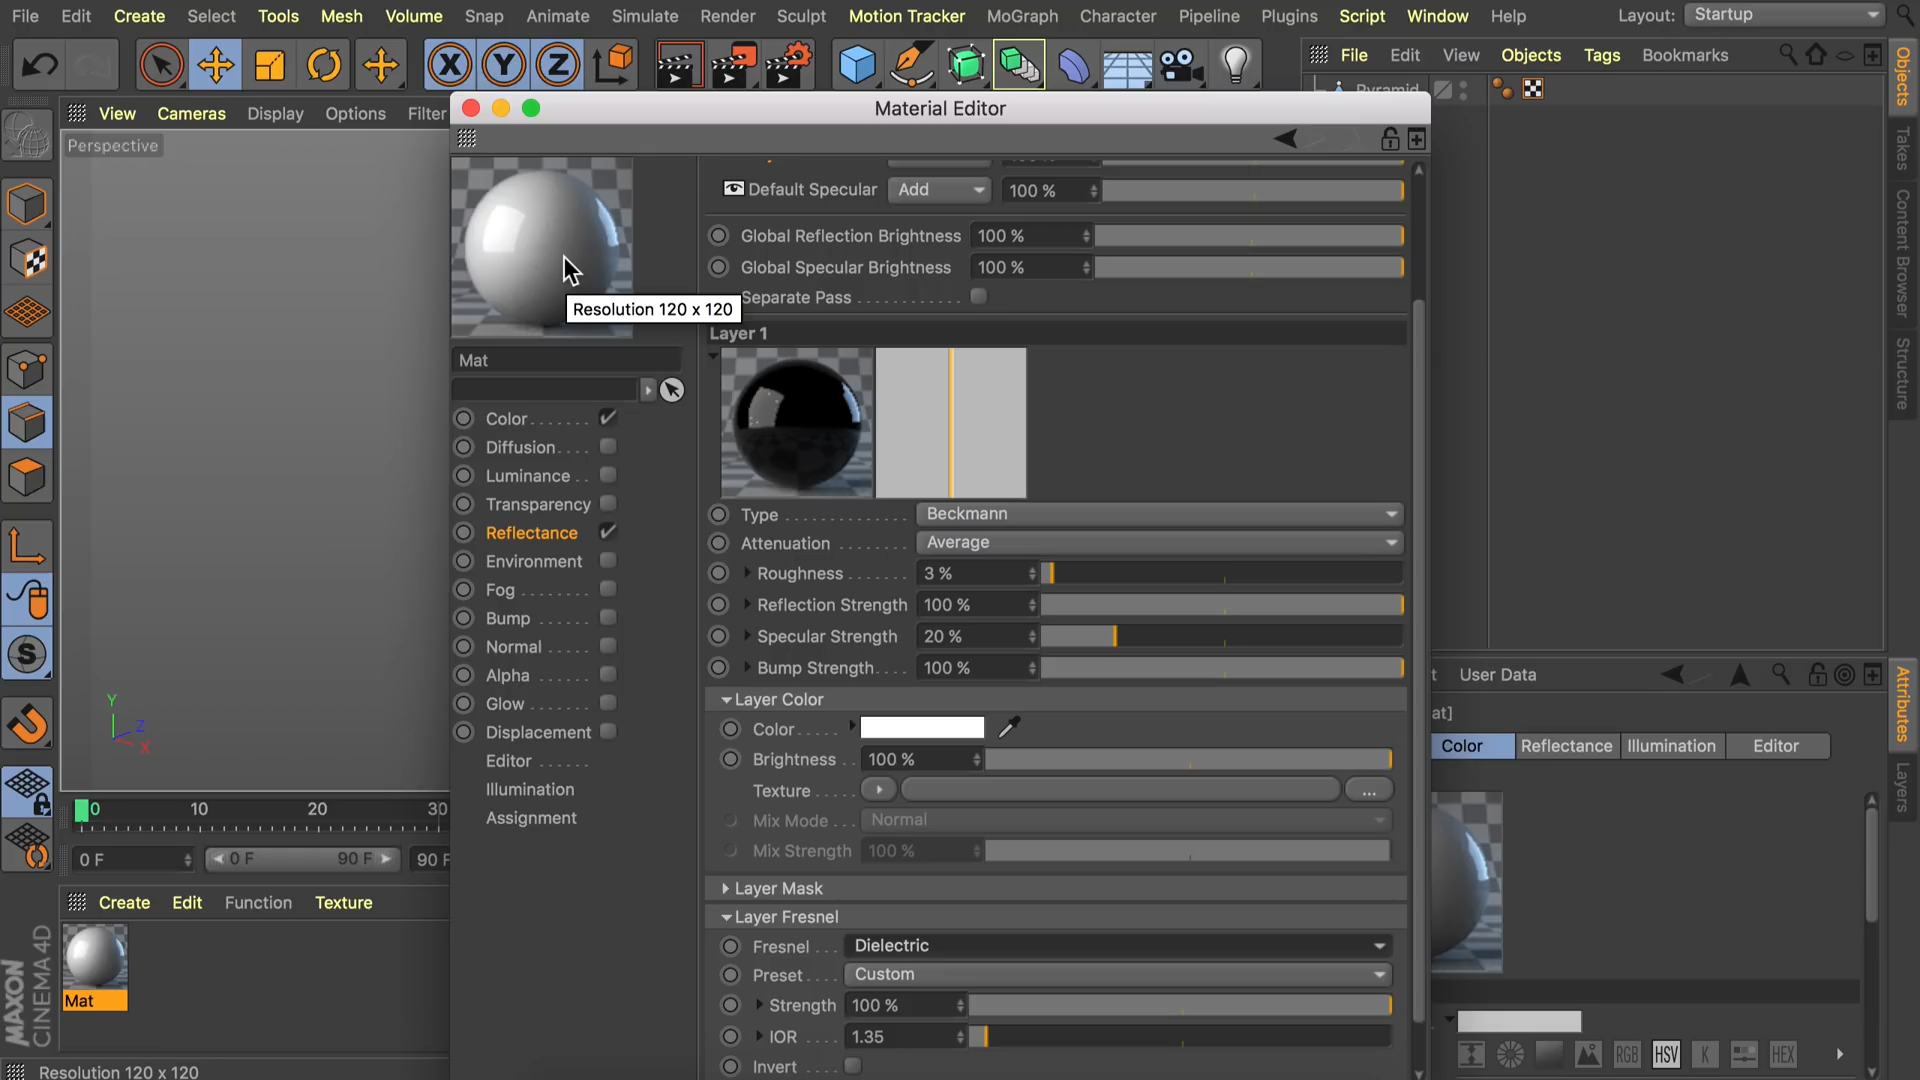 File Edit Create Select Tools Mesh Volume Snap Animate Simulate Render Sculpt Motion Tracker MoGraph Character Pipeline Plugins Script Window Help Layout: Startup
X Y Z
File Edit View Objects Tags Bookmarks
Pyramid
View Cameras Display Options Filter
Material Editor
Perspective
Default Specular Add 100 %
Global Reflection Brightness 100 %
Global Specular Brightness 100 %
Separate Pass
Resolution 120 x 120
Layer 1
Mat
Color
Diffusion
Luminance
Transparency
Reflectance
Environment
Fog
Bump
Normal
Alpha
Glow
Displacement
Editor
Illumination
Assignment
Type Beckmann
Attenuation Average
Roughness 3 %
Reflection Strength 100 %
Specular Strength 20 %
Bump Strength 100 %
Layer Color
Color
Brightness 100 %
Texture ...
Mix Mode Normal
Mix Strength 100 %
Layer Mask
Layer Fresnel
Fresnel Dielectric
Preset Custom
Strength 100 %
IOR 1.35
Invert
Objects
Takes
Content Browser
Structure
User Data
at]
Color Reflectance Illumination Editor
Attributes
Layers
RGB HSV K HEX
S
Y
Z
X
0 10 20 30
0 F 0 F 90 F 90 F
Create Edit Function Texture
Mat
MAXON
CINEMA 4D
Resolution 120 x 120